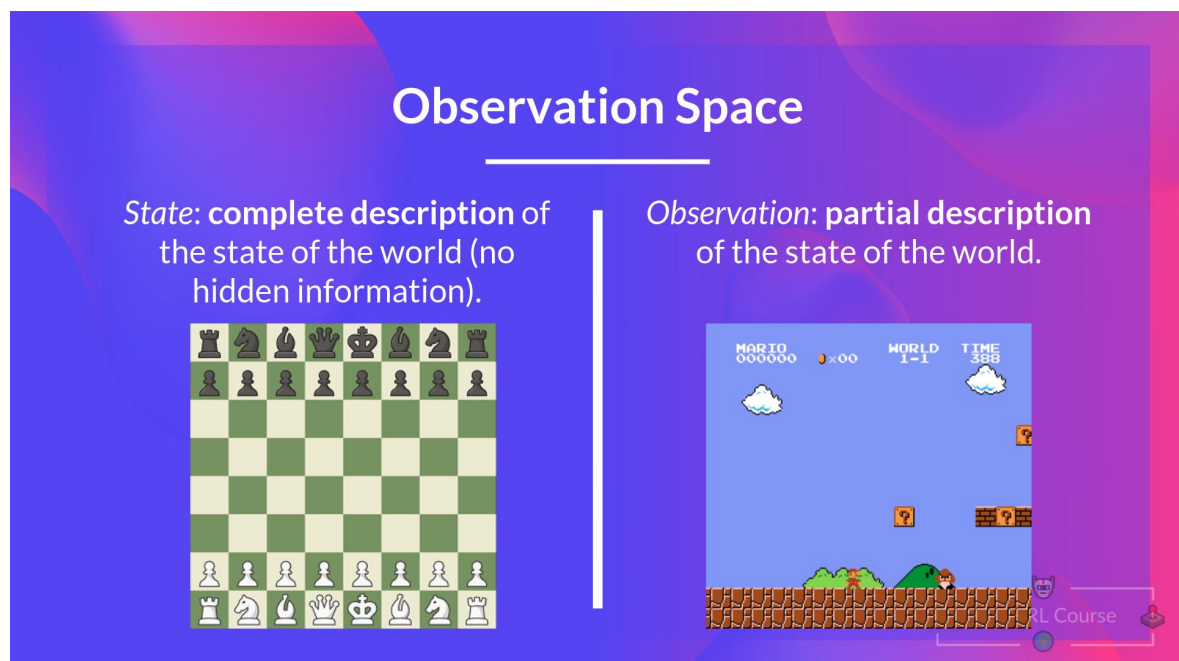 Observation Space
State: complete description of
the state of the world (no
hidden information).
Observation: partial description
of the state of the world.
MARIO WORLD TIME
000000 ×00 1-1 388
?
? ?
RL Course